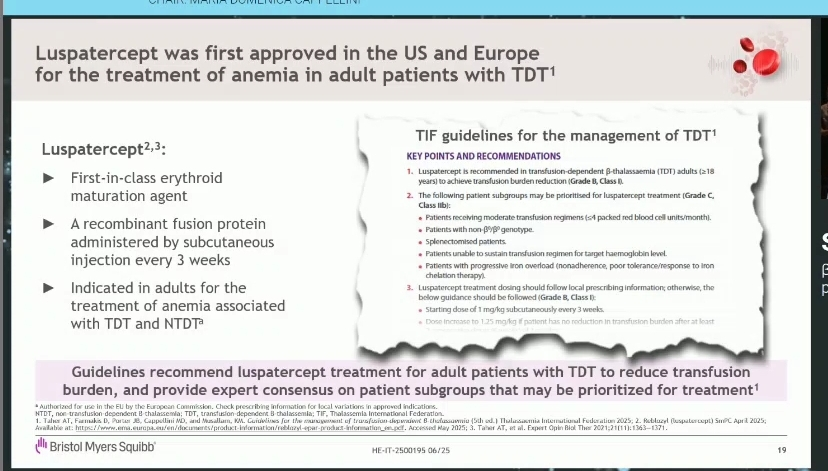 CHAIR: MARIA DOMENICA CAPPELLINI
Luspatercept was first approved in the US and Europe
for the treatment of anemia in adult patients with TDT¹
Luspatercept²,³:
► First-in-class erythroid
maturation agent
► A recombinant fusion protein
administered by subcutaneous
injection every 3 weeks
► Indicated in adults for the
treatment of anemia associated
with TDT and NTDTᵃ
TIF guidelines for the management of TDT¹
KEY POINTS AND RECOMMENDATIONS
1. Luspatercept is recommended in transfusion-dependent β-thalassaemia (TDT) adults (≥18
years) to achieve transfusion burden reduction (Grade B, Class I).
2. The following patient subgroups may be prioritised for luspatercept treatment (Grade C,
Class IIb):
• Patients receiving moderate transfusion regimens (≤4 packed red blood cell units/month).
• Patients with non-β⁰/β⁰ genotype.
• Splenectomised patients.
• Patients unable to sustain transfusion regimen for target haemoglobin level.
• Patients with progressive iron overload (nonadherence, poor tolerance/response to iron
chelation therapy).
3. Luspatercept treatment dosing should follow local prescribing information; otherwise, the
below guidance should be followed (Grade B, Class I):
• Starting dose of 1 mg/kg subcutaneously every 3 weeks.
• Dose increase to 1.25 mg/kg if patient has no reduction in transfusion burden after at least
Guidelines recommend luspatercept treatment for adult patients with TDT to reduce transfusion
burden, and provide expert consensus on patient subgroups that may be prioritized for treatment¹
ᵃ Authorized for use in the EU by the European Commission. Check prescribing information for local variations in approved indications.
NTDT, non-transfusion-dependent β-thalassemia; TDT, transfusion-dependent β-thalassemia; TIF, Thalassemia International Federation.
1. Taher AT, Farmakis D, Porter JB, Cappellini MD, and Musallam, KM. Guidelines for the management of transfusion-dependent β-thalassaemia (5th ed.) Thalassaemia International Federation 2025; 2. Reblozyl (luspatercept) SmPC April 2025;
Available at: https://www.ema.europa.eu/en/documents/product-information/reblozyl-epar-product-information_en.pdf. Accessed May 2025; 3. Taher AT, et al. Expert Opin Biol Ther 2021;21(11):1363–1371.
Bristol Myers Squibb
HE-IT-2500195 06/25
19